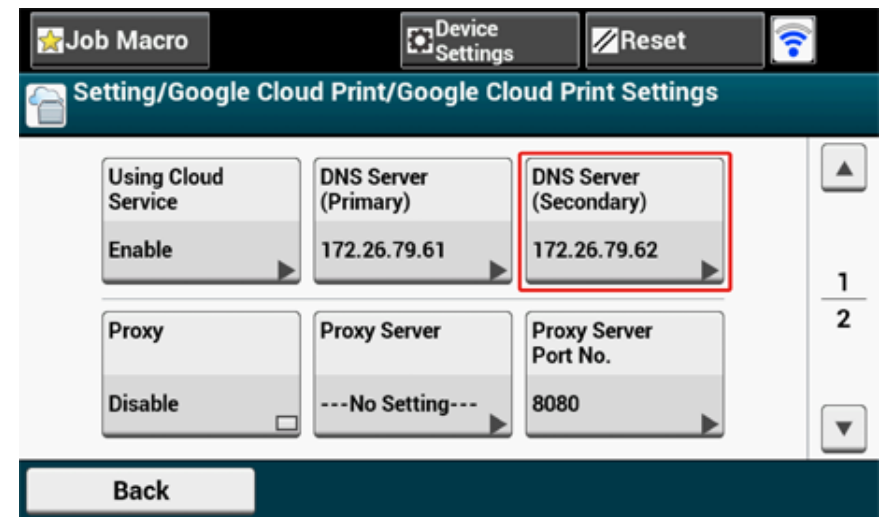 Job Macro
Device
Settings
Reset
Setting/Google Cloud Print/Google Cloud Print Settings
Using Cloud
Service
Enable
DNS Server
(Primary)
172.26.79.61
DNS Server
(Secondary)
172.26.79.62
1
2
Proxy
Disable
Proxy Server
---No Setting---
Proxy Server
Port No.
8080
Back